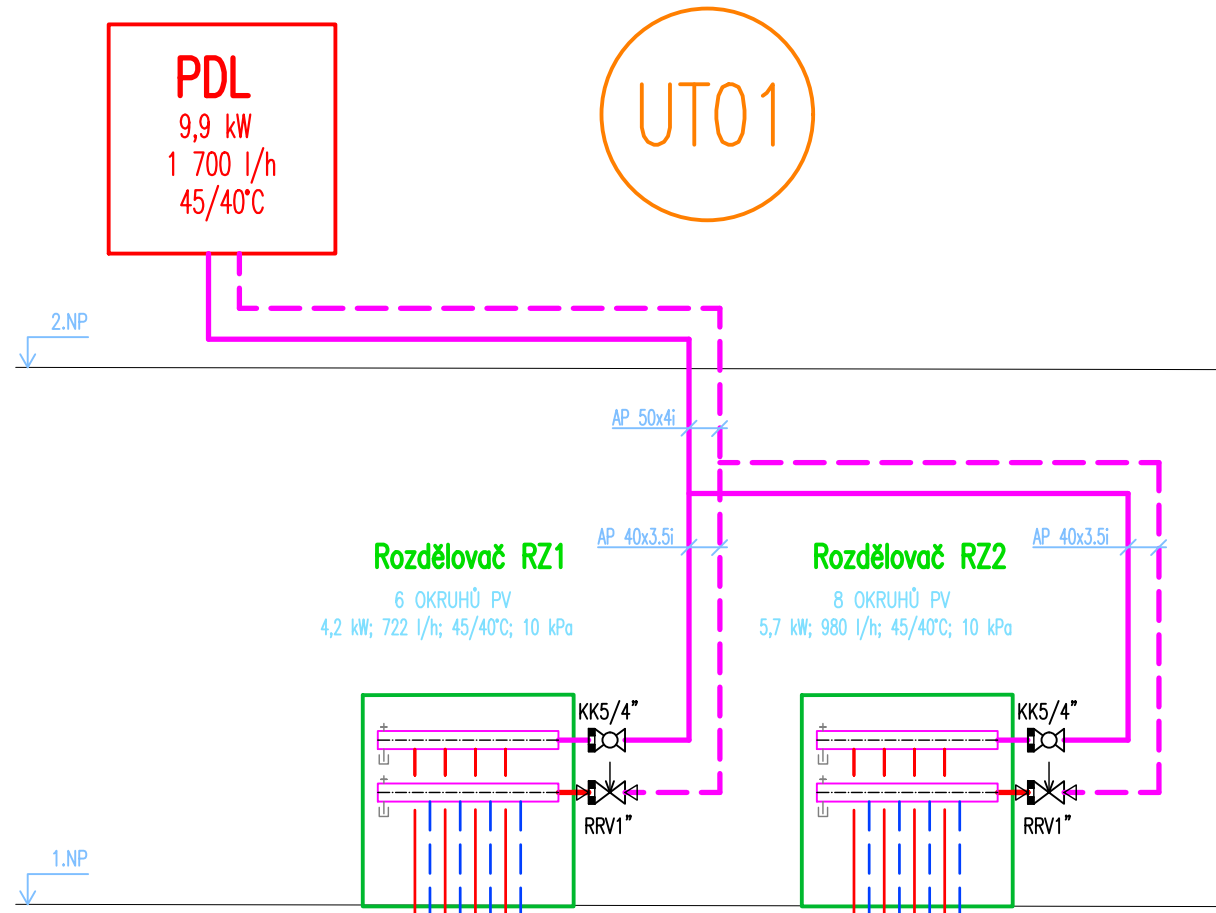 PDL
9,9 kW
1 700 l/h
45/40°C
UT01
2.NP
AP 50x4i
AP 40x3.5i
AP 40x3.5i
Rozdělovač RZ1
6 OKRUHŮ PV
4,2 kW; 722 l/h; 45/40°C; 10 kPa
Rozdělovač RZ2
8 OKRUHŮ PV
5,7 kW; 980 l/h; 45/40°C; 10 kPa
KK5/4"
KK5/4"
RRV1"
RRV1"
1.NP